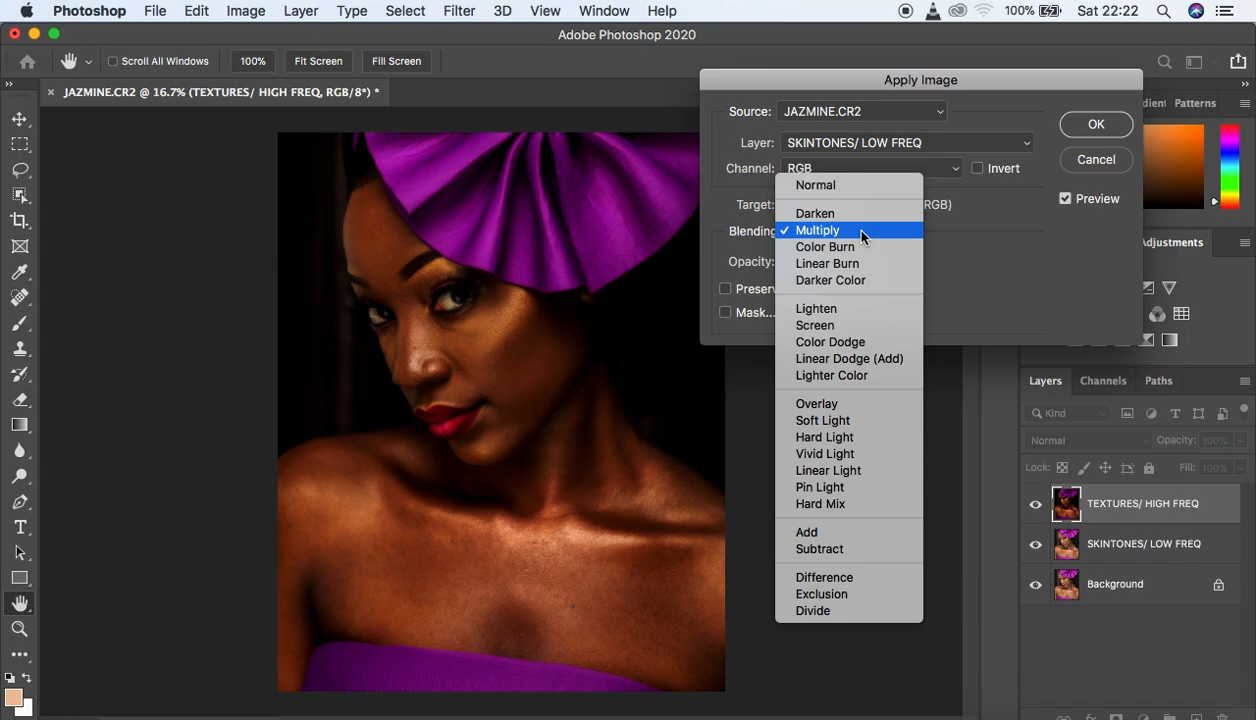 Photoshop File Edit Image Layer Type Select Filter 3D View Window Help 100% Sat 22:22
Adobe Photoshop 2020
Scroll All Windows 100% Fit Screen Fill Screen
× JAZMINE.CR2 @ 16.7% (TEXTURES/ HIGH FREQ, RGB/8*) *
Apply Image
Source: JAZMINE.CR2
Layer: SKINTONES/ LOW FREQ
Channel: RGB Invert
Target: RGB)
Blending
Opacity:
Preser
Mask...
OK
Cancel
Preview
Normal
Darken
✓ Multiply
Color Burn
Linear Burn
Darker Color
Lighten
Screen
Color Dodge
Linear Dodge (Add)
Lighter Color
Overlay
Soft Light
Hard Light
Vivid Light
Linear Light
Pin Light
Hard Mix
Add
Subtract
Difference
Exclusion
Divide
dient Patterns
Adjustments
Layers Channels Paths
Kind
Normal Opacity: 100%
Lock: Fill: 100%
TEXTURES/ HIGH FREQ
SKINTONES/ LOW FREQ
Background
T